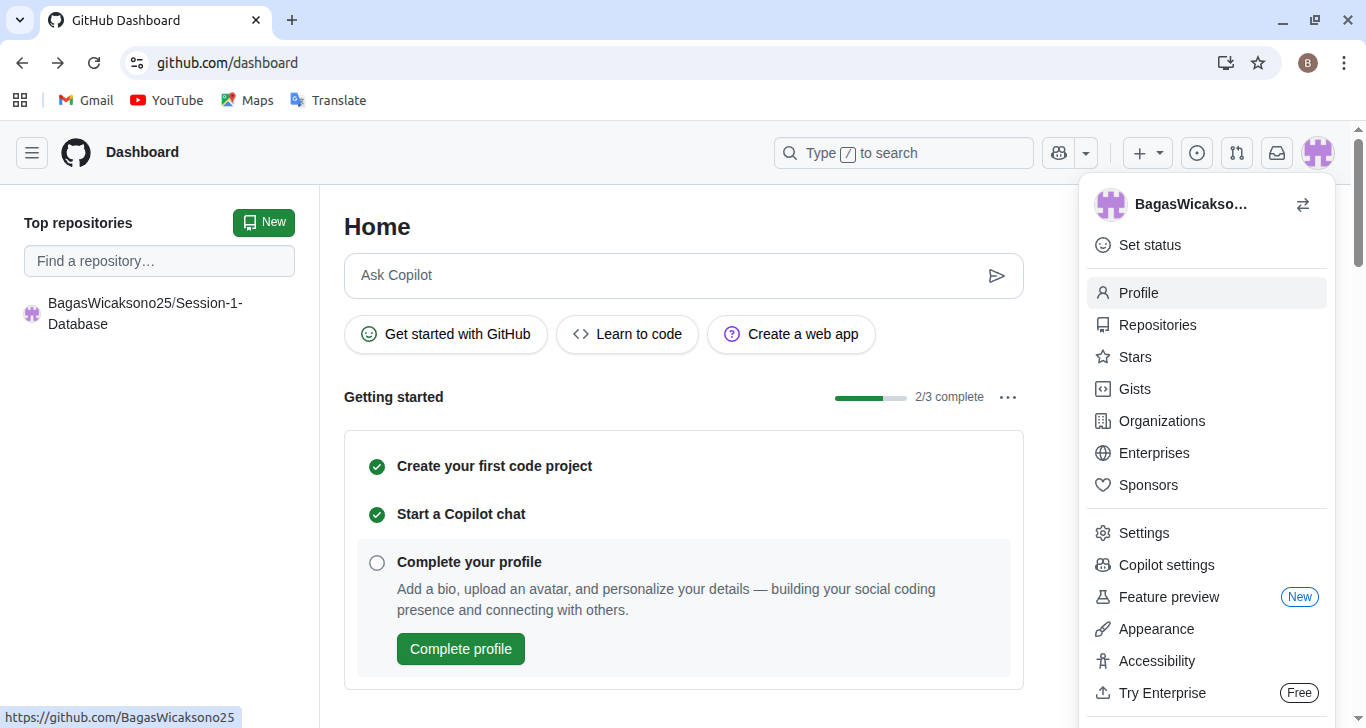 GitHub Dashboard
github.com/dashboard
B
Gmail
YouTube
Maps
Translate
Dashboard
Type / to search
Top repositories
New
Find a repository…
BagasWicaksono25/Session-1-
Database
Home
Ask Copilot
Get started with GitHub
Learn to code
Create a web app
Getting started
2/3 complete
Create your first code project
Start a Copilot chat
Complete your profile
Add a bio, upload an avatar, and personalize your details — building your social coding
presence and connecting with others.
Complete profile
BagasWicakso…
Set status
Profile
Repositories
Stars
Gists
Organizations
Enterprises
Sponsors
Settings
Copilot settings
Feature preview
New
Appearance
Accessibility
Try Enterprise
Free
https://github.com/BagasWicaksono25